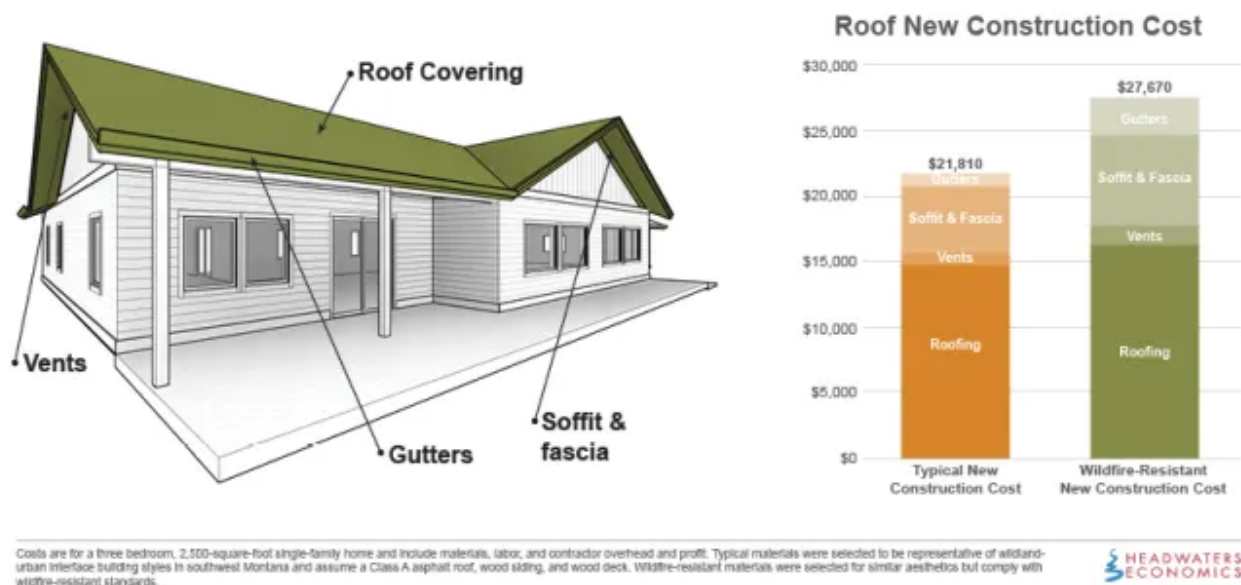 Roof New Construction Cost
Roof Covering
Vents
Gutters
Soffit &
fascia
$30,000
$25,000
$20,000
$15,000
$10,000
$5,000
$0
$21,810
Gutters
Soffit & Fascia
Vents
Roofing
$27,670
Gutters
Soffit & Fascia
Vents
Roofing
Typical New
Construction Cost
Wildfire-Resistant
New Construction Cost
Costs are for a three bedroom, 2,500-square-foot single-family home and include materials, labor, and contractor overhead and profit. Typical materials were selected to be representative of wildland-
urban interface building styles in southwest Montana and assume a Class A asphalt roof, wood siding, and wood deck. Wildfire-resistant materials were selected for similar aesthetics but comply with
wildfire-resistant standards.
HEADWATERS
ECONOMICS